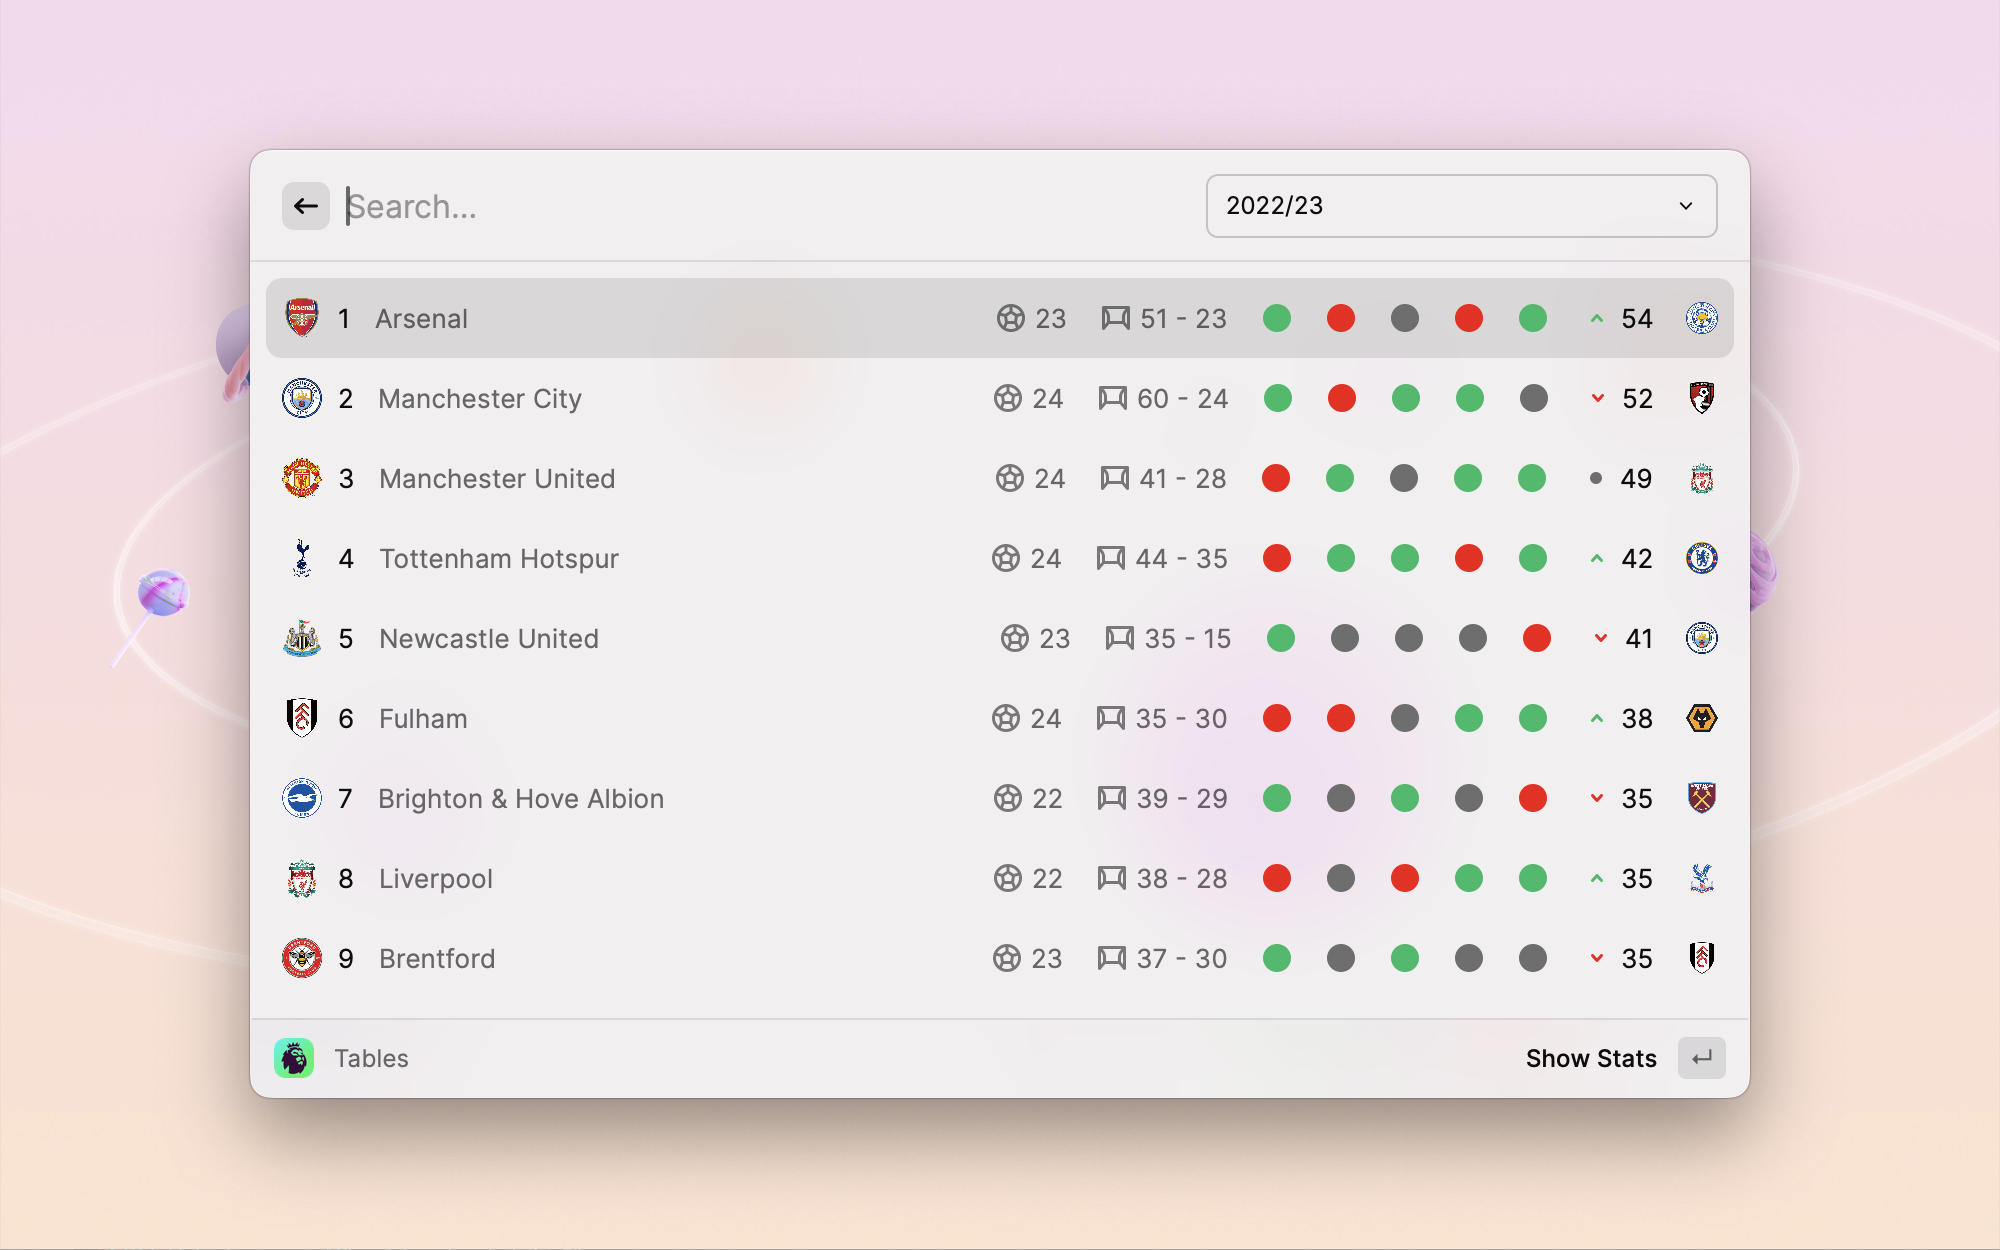 Search...
2022/23
1 Arsenal 23 51 - 23 54
2 Manchester City 24 60 - 24 52
3 Manchester United 24 41 - 28 49
4 Tottenham Hotspur 24 44 - 35 42
5 Newcastle United 23 35 - 15 41
6 Fulham 24 35 - 30 38
7 Brighton & Hove Albion 22 39 - 29 35
8 Liverpool 22 38 - 28 35
9 Brentford 23 37 - 30 35
Tables
Show Stats